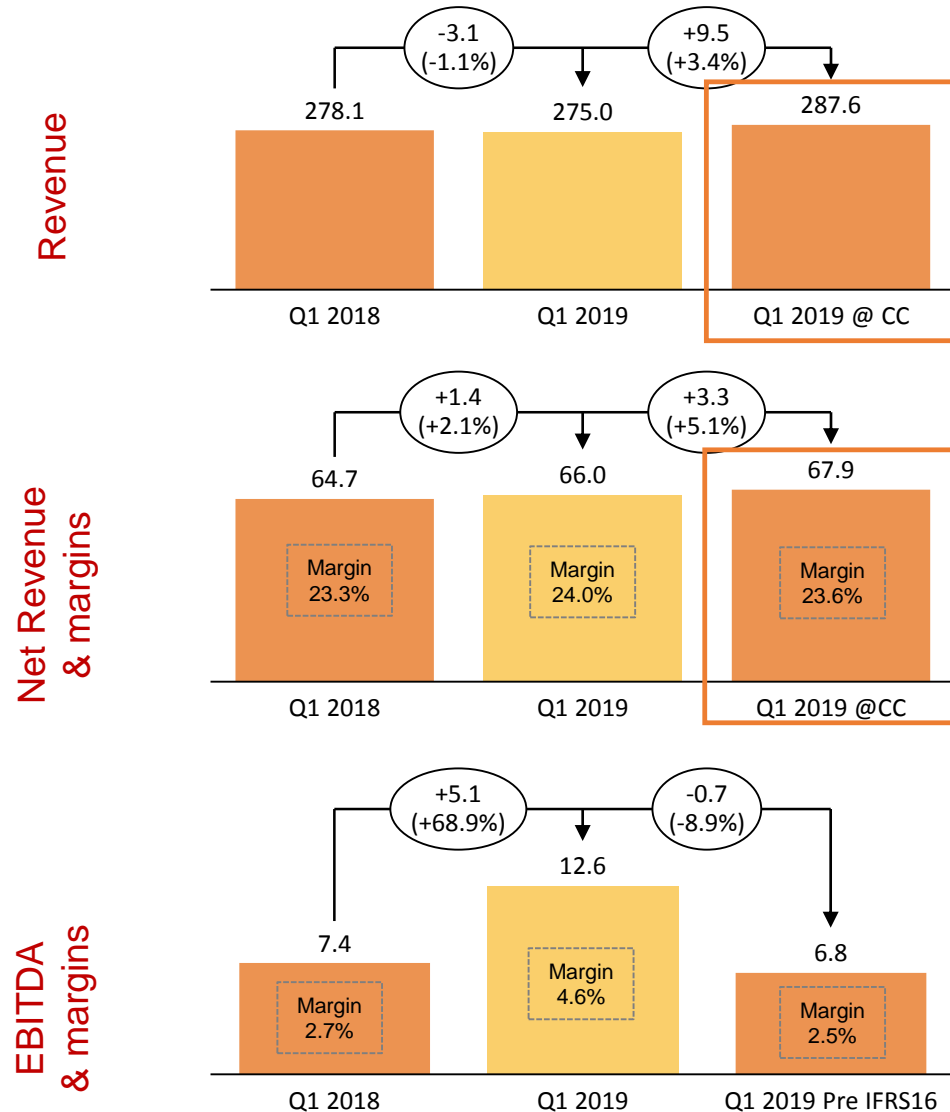 Revenue
-3.1
(-1.1%)
+9.5
(+3.4%)
278.1
275.0
287.6
Q1 2018
Q1 2019
Q1 2019 @ CC
Net Revenue
& margins
+1.4
(+2.1%)
+3.3
(+5.1%)
64.7
66.0
67.9
Margin
23.3%
Margin
24.0%
Margin
23.6%
Q1 2018
Q1 2019
Q1 2019 @CC
EBITDA
& margins
+5.1
(+68.9%)
-0.7
(-8.9%)
7.4
12.6
6.8
Margin
2.7%
Margin
4.6%
Margin
2.5%
Q1 2018
Q1 2019
Q1 2019 Pre IFRS16